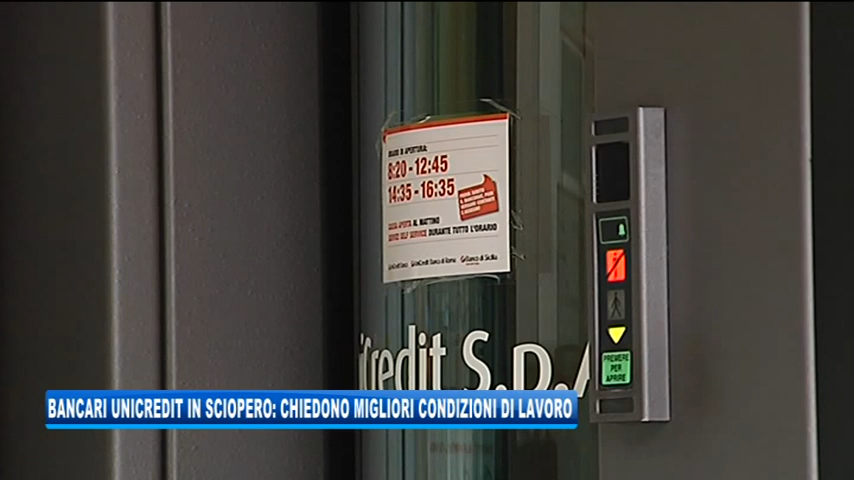 ORARIO DI APERTURA:
8:20 - 12:45
14:35 - 16:35
CASSA APERTA AL MATTINO
SERVIZI SELF SERVICE DURANTE TUTTO L'ORARIO
UniCredit Banca di Roma
Banco di Sicilia
iCredit S.p.A
PREMERE
PER
APRIRE
BANCARI UNICREDIT IN SCIOPERO: CHIEDONO MIGLIORI CONDIZIONI DI LAVORO